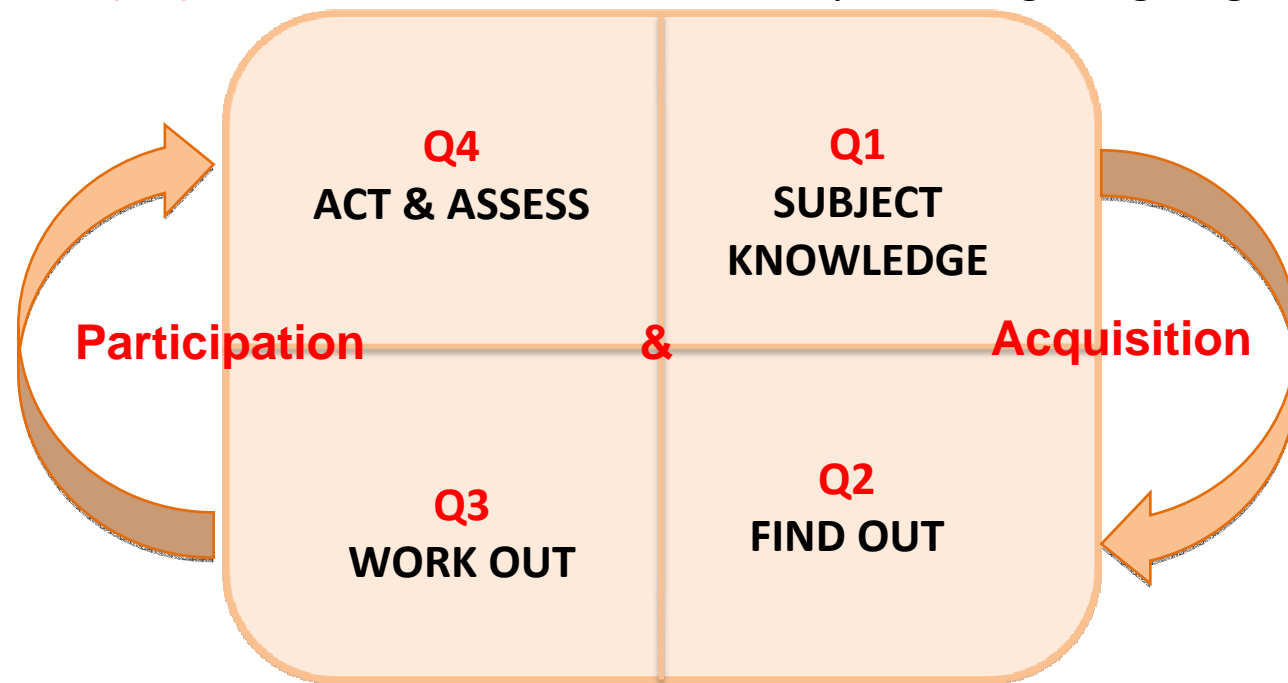 Q4
ACT & ASSESS
Q1
SUBJECT
KNOWLEDGE
Participation & Acquisition
Q3
WORK OUT
Q2
FIND OUT